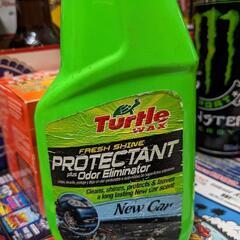 Turtle
WAX
FRESH SHINE
PROTECTANT
plus Odor Eliminator
Cleans, shines, protects & leaves
a long lasting New Car scent
New Car
MONSTER